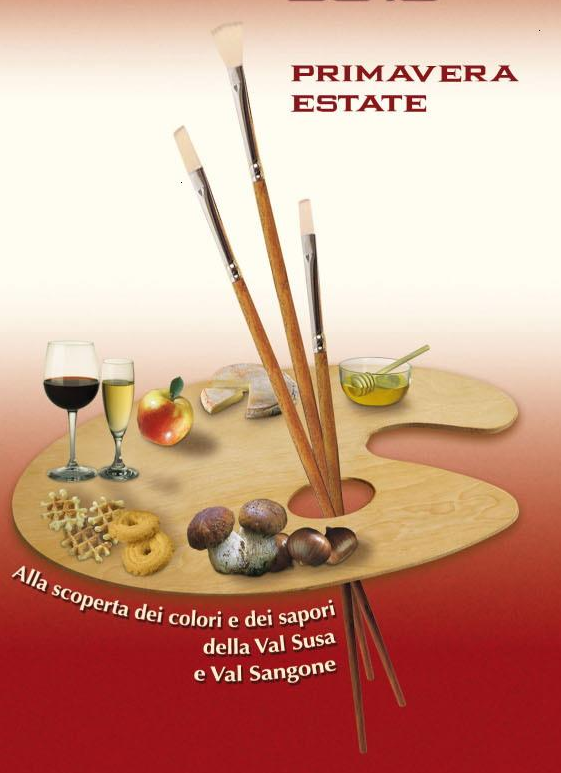 PRIMAVERA
ESTATE
Alla scoperta dei colori e dei sapori
della Val Susa
e Val Sangone